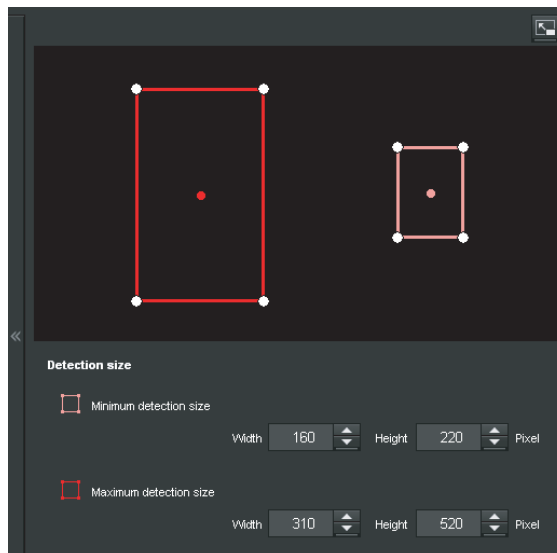 Detection size
Minimum detection size
Width 160 Height 220 Pixel
Maximum detection size
Width 310 Height 520 Pixel